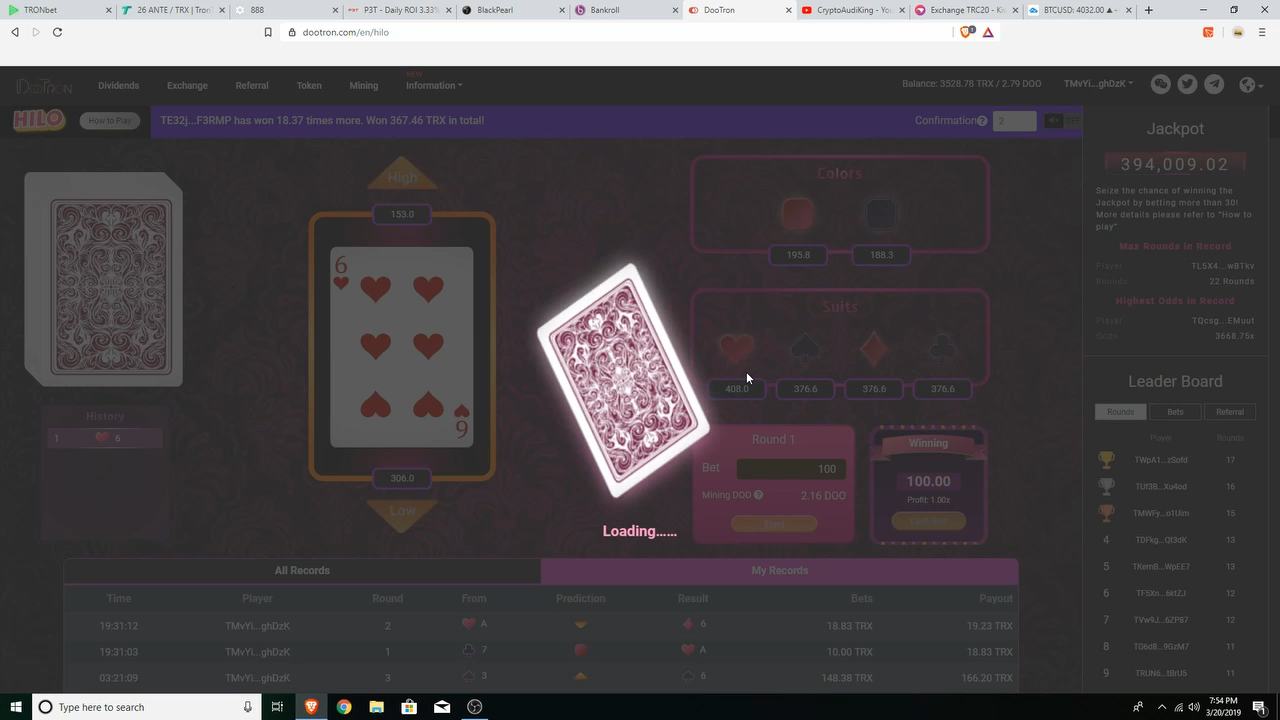 TRONbet
26 ANTE / TRX | Tron
888
P3T P3T - Daily ROI 3.33%
BlackPearl
Bankroll
DooTron
CryptoAudiKing - You
Exchange TRC20 - Ki
BTCUSD: 4032.00 ▲ -
dootron.com/en/hilo
DooTRON
Dividends
Exchange
Referral
Token
Mining
NEW
Information
Balance: 3528.78 TRX / 2.79 DOO
TMvYi...ghDzK
HILO
How to Play
TE32j...F3RMP has won 18.37 times more. Won 367.46 TRX in total!
Confirmation
2
OFF
High
153.0
6
6
306.0
Low
History
1 6
Loading......
Colors
195.8
188.3
Suits
408.0
376.6
376.6
376.6
Round 1
Bet
100
Mining DOO
2.16 DOO
Start
Winning
100.00
Profit: 1.00x
Cash Out
Jackpot
394,009.02
Seize the chance of winning the
Jackpot by betting more than 30!
More details please refer to "How to
play"
Max Rounds in Record
Player TL5X4...wBTkv
Rounds 22 Rounds
Highest Odds in Record
Player TQcsg...EMuut
Odds 3668.75x
Leader Board
Rounds
Bets
Referral
Player Rounds
TWpA1...zSofd 17
TUf3B...Xu4od 16
TMWFy...o1Uim 15
4 TDFkg...Qt3dK 13
5 TKemB...WpEE7 13
6 TFSXn...6ktZJ 12
7 TVw9J...6ZP87 12
8 TG6d8...9GzM7 11
9 TRUN6...tBrU5 11
All Records
My Records
Time Player Round From Prediction Result Bets Payout
19:31:12 TMvYi...ghDzK 2 A 6 18.83 TRX 19.23 TRX
19:31:03 TMvYi...ghDzK 1 7 A 10.00 TRX 18.83 TRX
03:21:09 TMvYi...ghDzK 3 3 6 148.38 TRX 166.20 TRX
Type here to search
7:54 PM
3/20/2019